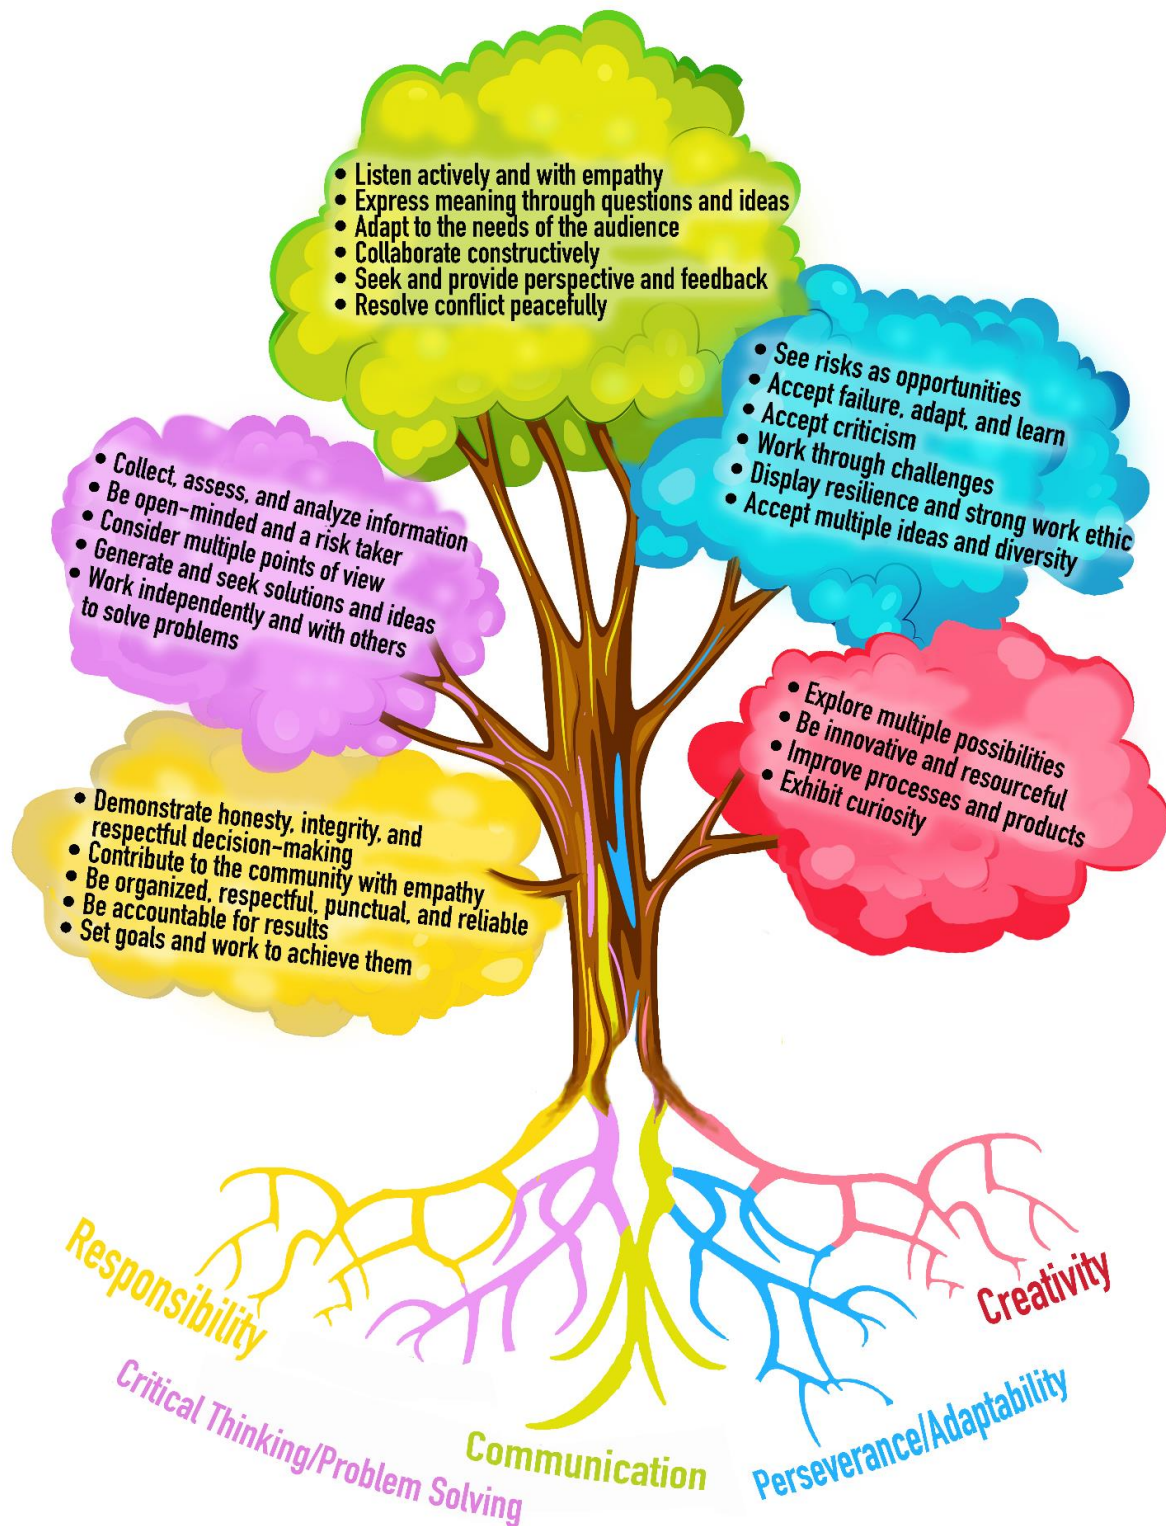 • Listen actively and with empathy
• Express meaning through questions and ideas
• Adapt to the needs of the audience
• Collaborate constructively
• Seek and provide perspective and feedback
• Resolve conflict peacefully
• See risks as opportunities
• Accept failure, adapt, and learn
• Accept criticism
• Work through challenges
• Display resilience and strong work ethic
• Accept multiple ideas and diversity
• Collect, assess, and analyze information
• Be open-minded and a risk taker
• Consider multiple points of view
• Generate and seek solutions and ideas
• Work independently and with others
to solve problems
• Explore multiple possibilities
• Be innovative and resourceful
• Improve processes and products
• Exhibit curiosity
• Demonstrate honesty, integrity, and
respectful decision-making
• Contribute to the community with empathy
• Be organized, respectful, punctual, and reliable
• Be accountable for results
• Set goals and work to achieve them
Responsibility
Critical Thinking/Problem Solving
Communication
Perseverance/Adaptability
Creativity